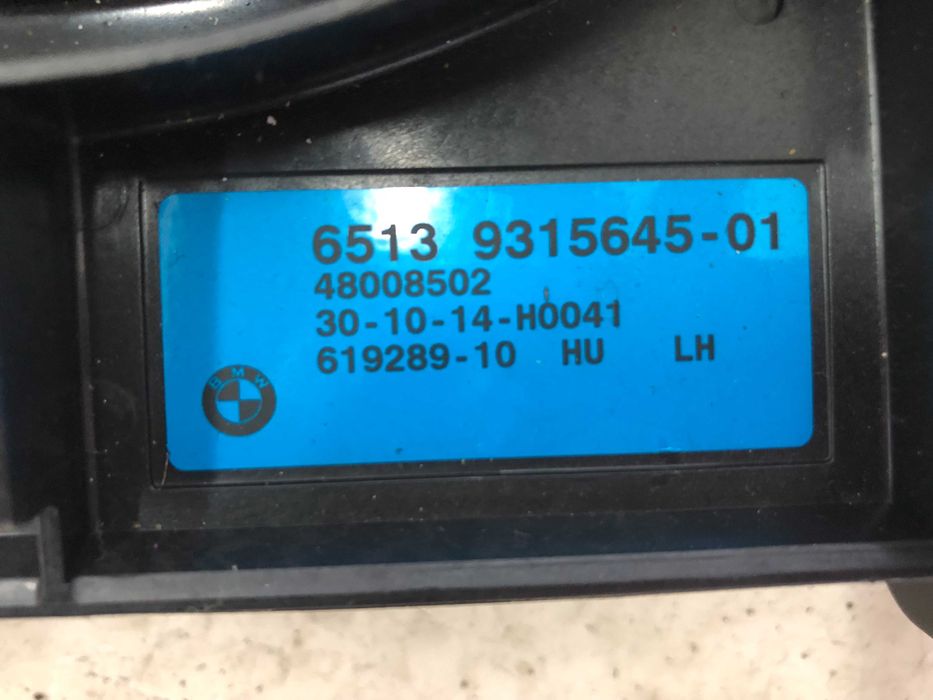 6513 9315645-01
48008502
30-10-14-H0041
619289-10 HU LH
BMW